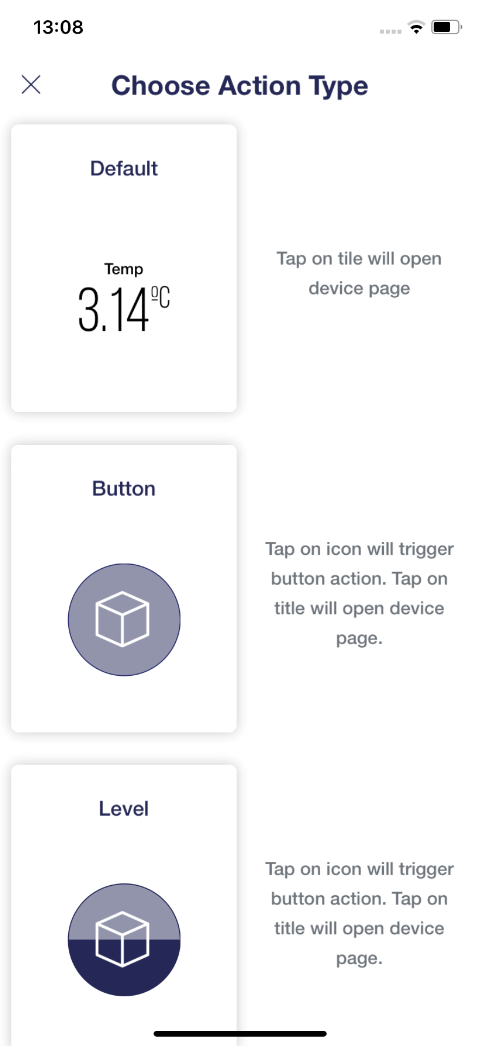 13:08
Choose Action Type
Default
Temp
3.14ºC
Tap on tile will open
device page
Button
Tap on icon will trigger
button action. Tap on
title will open device
page.
Level
Tap on icon will trigger
button action. Tap on
title will open device
page.